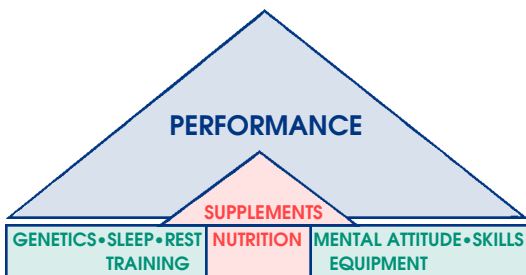 PERFORMANCE
SUPPLEMENTS
GENETICS•SLEEP•REST
TRAINING
NUTRITION
MENTAL ATTITUDE•SKILLS
EQUIPMENT